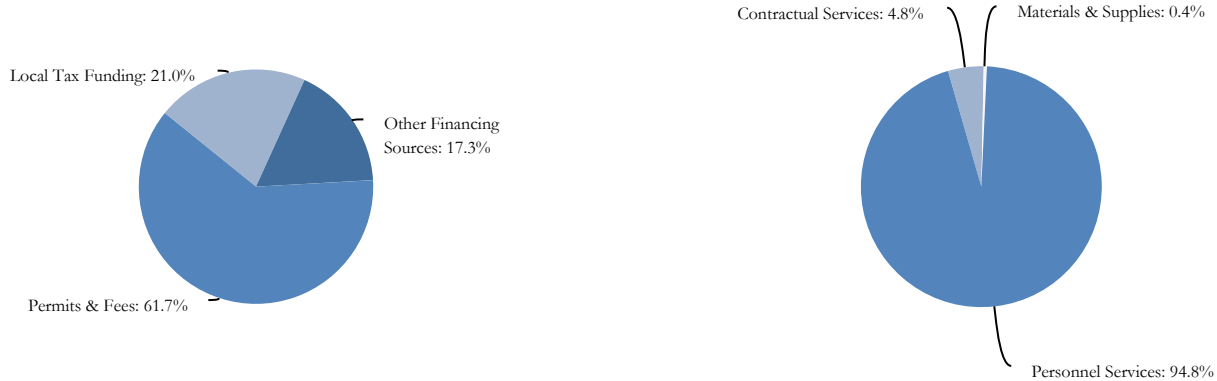 Local Tax Funding: 21.0%
Other Financing
Sources: 17.3%
Permits & Fees: 61.7%
Contractual Services: 4.8%
Materials & Supplies: 0.4%
Personnel Services: 94.8%